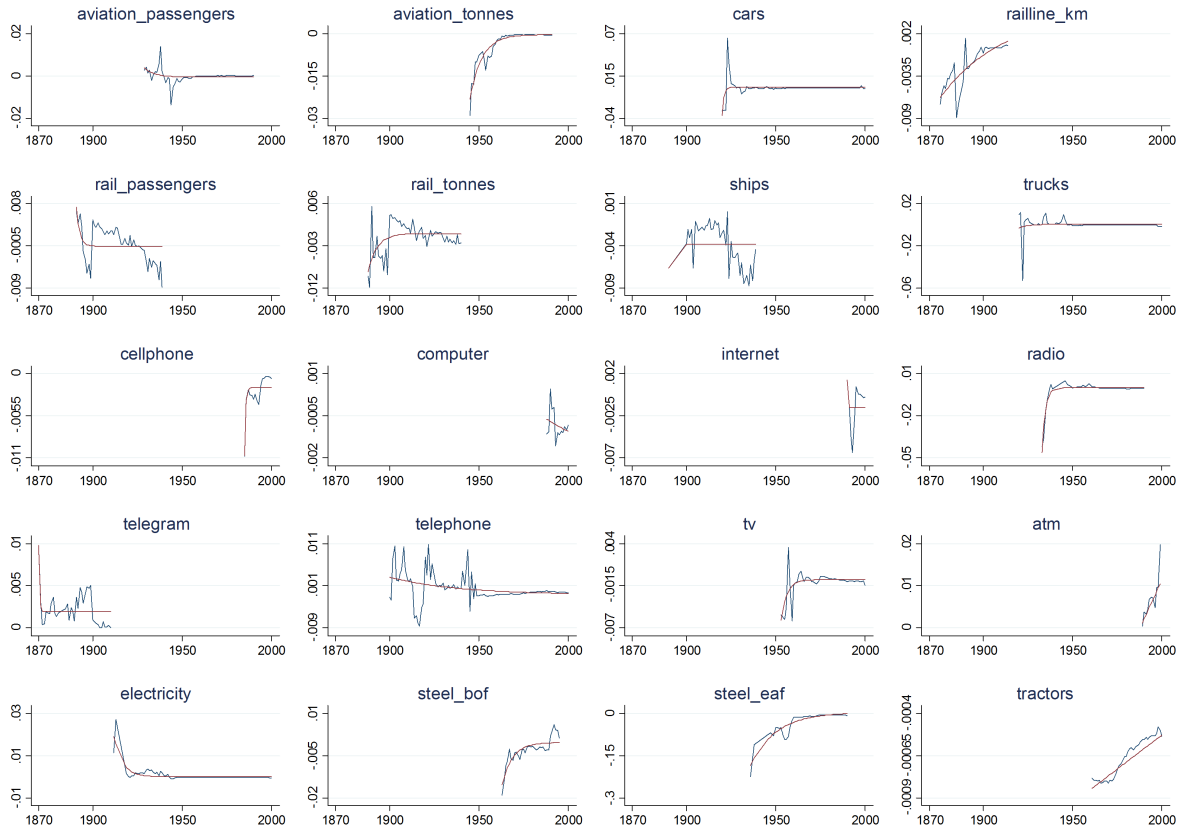 aviation_passengers
.02
0
-.02
1870 1900 1950 2000
aviation_tonnes
0
-.015
-.03
1870 1900 1950 2000
cars
.07
.015
-.04
1870 1900 1950 2000
railline_km
.002
-.0035
-.009
1870 1900 1950 2000
rail_passengers
.008
-.0005
-.009
1870 1900 1950 2000
rail_tonnes
.006
-.003
-.012
1870 1900 1950 2000
ships
.001
-.004
-.009
1870 1900 1950 2000
trucks
.02
-.02
-.06
1870 1900 1950 2000
cellphone
0
-.0055
-.011
1870 1900 1950 2000
computer
.001
-.0005
-.002
1870 1900 1950 2000
internet
.002
-.0025
-.007
1870 1900 1950 2000
radio
.01
-.02
-.05
1870 1900 1950 2000
telegram
.01
.005
0
1870 1900 1950 2000
telephone
.011
.001
-.009
1870 1900 1950 2000
tv
.004
-.0015
-.007
1870 1900 1950 2000
atm
.02
.01
0
1870 1900 1950 2000
electricity
.03
.01
-.01
1870 1900 1950 2000
steel_bof
.01
-.005
-.02
1870 1900 1950 2000
steel_eaf
0
-.15
-.3
1870 1900 1950 2000
tractors
-.0004
-.00065
-.0009
1870 1900 1950 2000